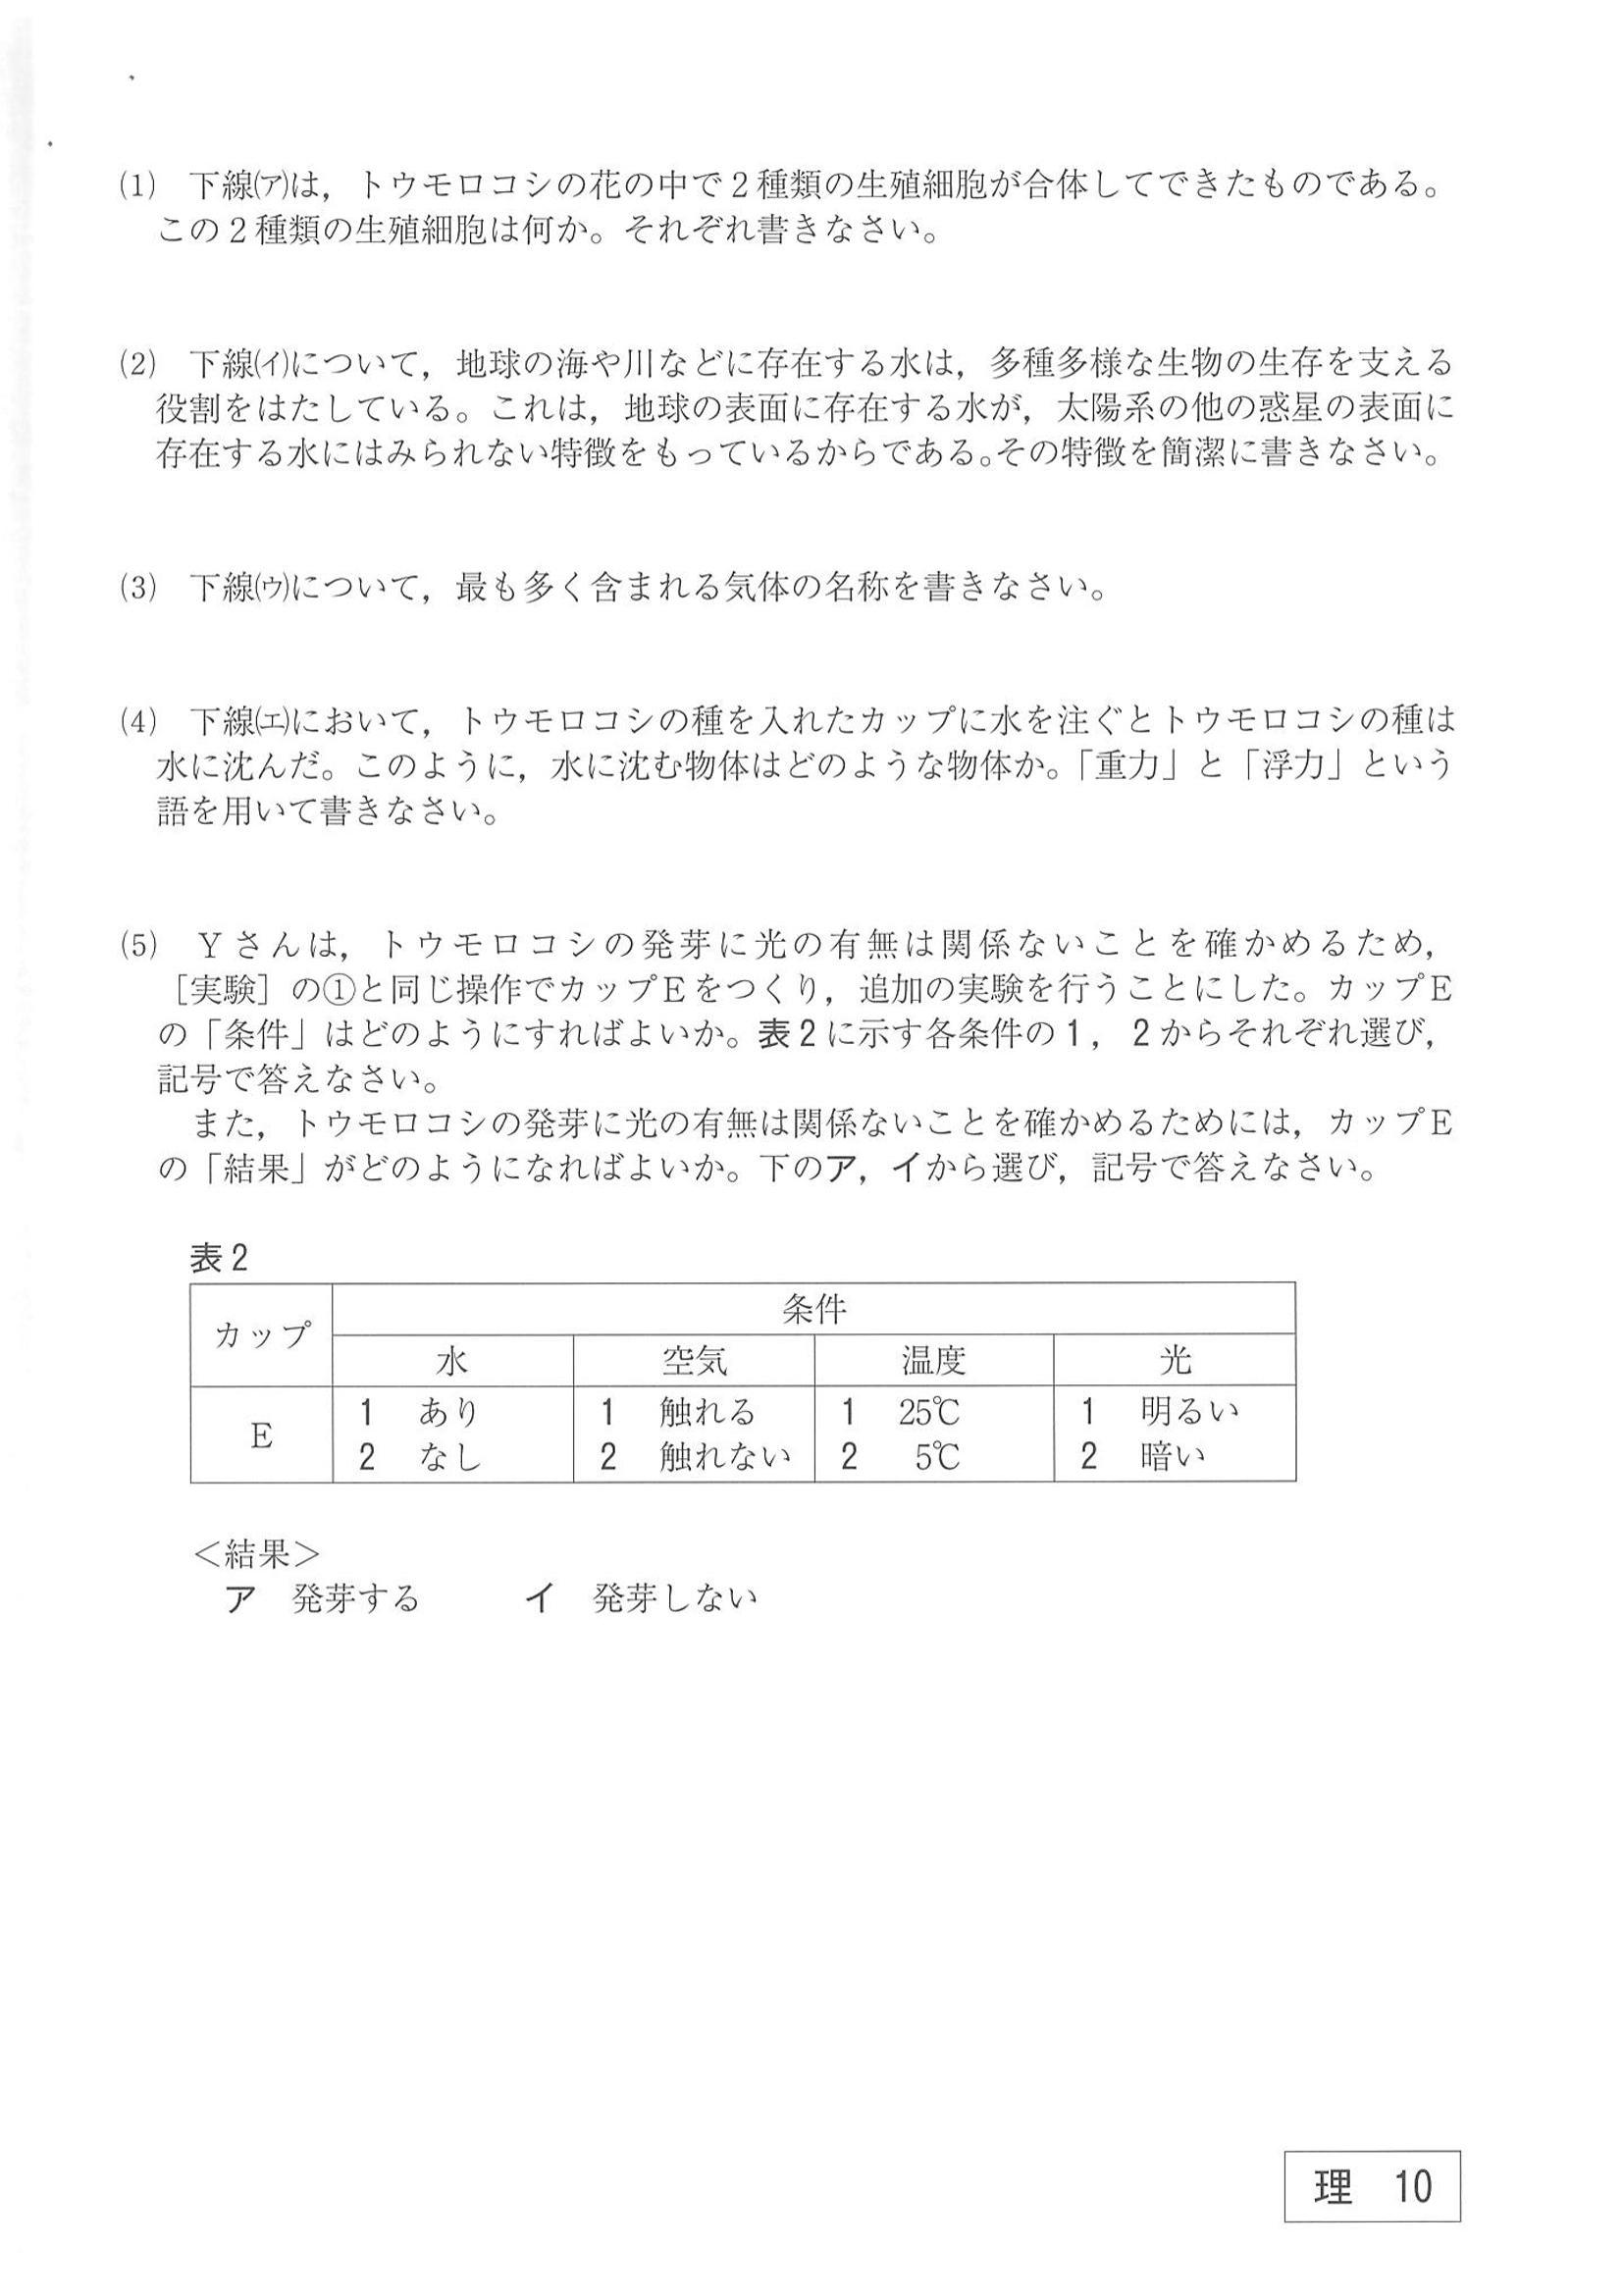 (1)　下線(ア)は，トウモロコシの花の中で２種類の生殖細胞が合体してできたものである。
この２種類の生殖細胞は何か。それぞれ書きなさい。
(2)　下線(イ)について，地球の海や川などに存在する水は，多種多様な生物の生存を支える
役割をはたしている。これは，地球の表面に存在する水が，太陽系の他の惑星の表面に
存在する水にはみられない特徴をもっているからである。その特徴を簡潔に書きなさい。
(3)　下線(ウ)について，最も多く含まれる気体の名称を書きなさい。
(4)　下線(エ)において，トウモロコシの種を入れたカップに水を注ぐとトウモロコシの種は
水に沈んだ。このように，水に沈む物体はどのような物体か。「重力」と「浮力」という
語を用いて書きなさい。
(5)　Ｙさんは，トウモロコシの発芽に光の有無は関係ないことを確かめるため，
［実験］の①と同じ操作でカップＥをつくり，追加の実験を行うことにした。カップＥ
の「条件」はどのようにすればよいか。表２に示す各条件の１，２からそれぞれ選び，
記号で答えなさい。
また，トウモロコシの発芽に光の有無は関係ないことを確かめるためには，カップＥ
の「結果」がどのようになればよいか。下のア，イから選び，記号で答えなさい。
表２
カップ　条件
水　空気　温度　光
Ｅ　１　あり　１　触れる　１　25℃　１　明るい
２　なし　２　触れない　２　5℃　２　暗い
＜結果＞
ア　発芽する　イ　発芽しない
理　10